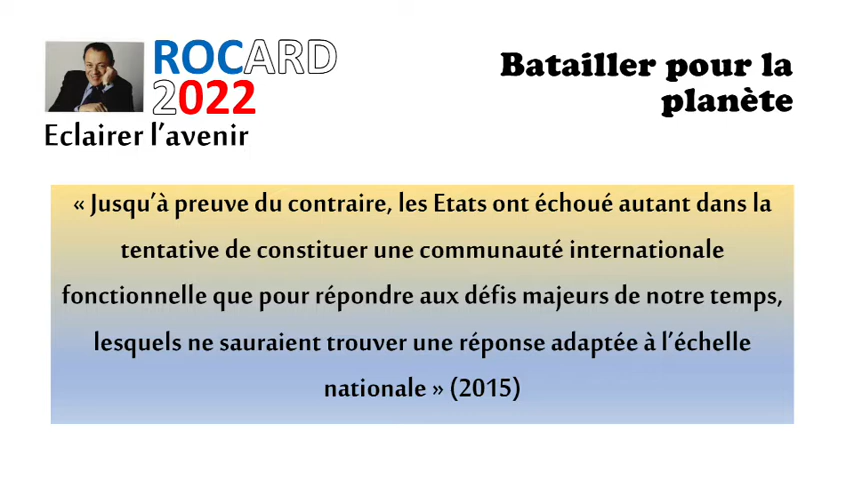 ROCARD
2022
Eclairer l’avenir
Batailler pour la
planète
« Jusqu’à preuve du contraire, les Etats ont échoué autant dans la
tentative de constituer une communauté internationale
fonctionnelle que pour répondre aux défis majeurs de notre temps,
lesquels ne sauraient trouver une réponse adaptée à l’échelle
nationale » (2015)